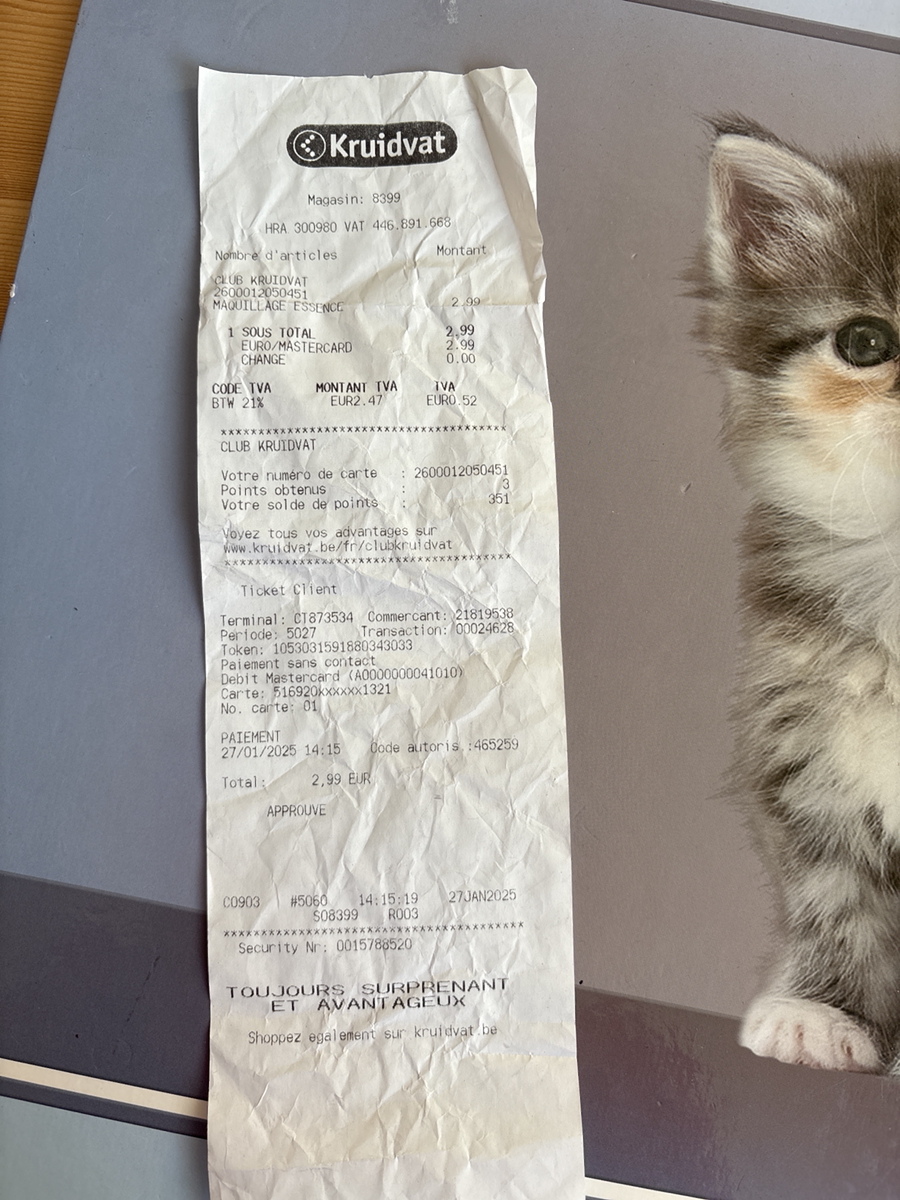 Kruidvat
Magasin: 8399
HRA 300980 VAT 446.891.668
Nombre d'articles Montant
CLUB KRUIDVAT
2600012050451
MAQUILLAGE ESSENCE 2.99
1 SOUS TOTAL 2,99
EURO/MASTERCARD 2.99
CHANGE 0.00
CODE TVA MONTANT TVA TVA
BTW 21% EUR2.47 EUR0.52
****************************************
CLUB KRUIDVAT
Votre numéro de carte : 2600012050451
Points obtenus : 3
Votre solde de points : 351
Voyez tous vos advantages sur
www.kruidvat.be/fr/clubkruidvat
****************************************
Ticket Client
Terminal: CT873534 Commercant: 21819538
Periode: 5027 Transaction: 00024628
Token: 1053031591880343033
Paiement sans contact
Debit Mastercard (A0000000041010)
Carte: 516920xxxxxx1321
No. carte: 01
PAIEMENT
27/01/2025 14:15 Code autoris.:465259
Total: 2,99 EUR
=
APPROUVE
C0903 #5060 14:15:19 27JAN2025
S08399 R003
****************************************
Security Nr: 0015788520
TOUJOURS SURPRENANT
ET AVANTAGEUX
Shoppez egalement sur kruidvat.be